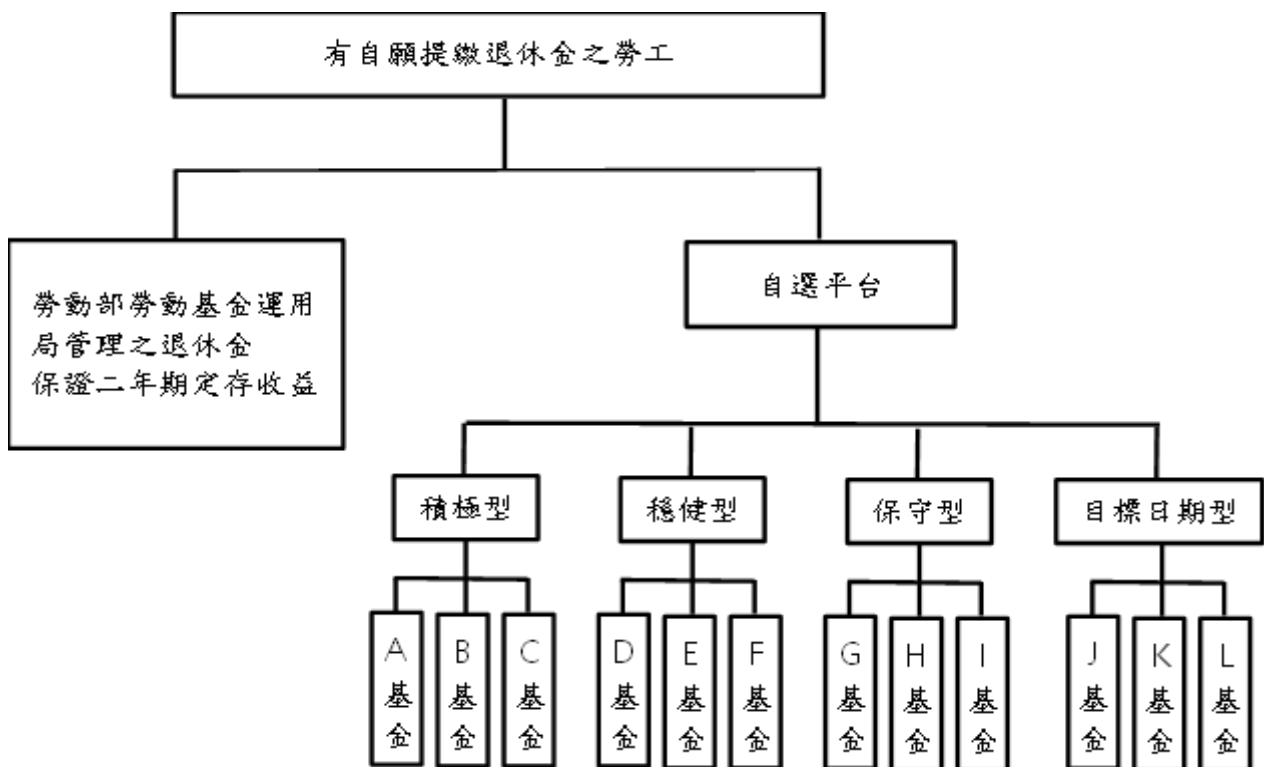 有自願提繳退休金之勞工
勞動部勞動基金運用
局管理之退休金
保證二年期定存收益
自選平台
積極型
穩健型
保守型
目標日期型
A基金
B基金
C基金
D基金
E基金
F基金
G基金
H基金
I基金
J基金
K基金
L基金